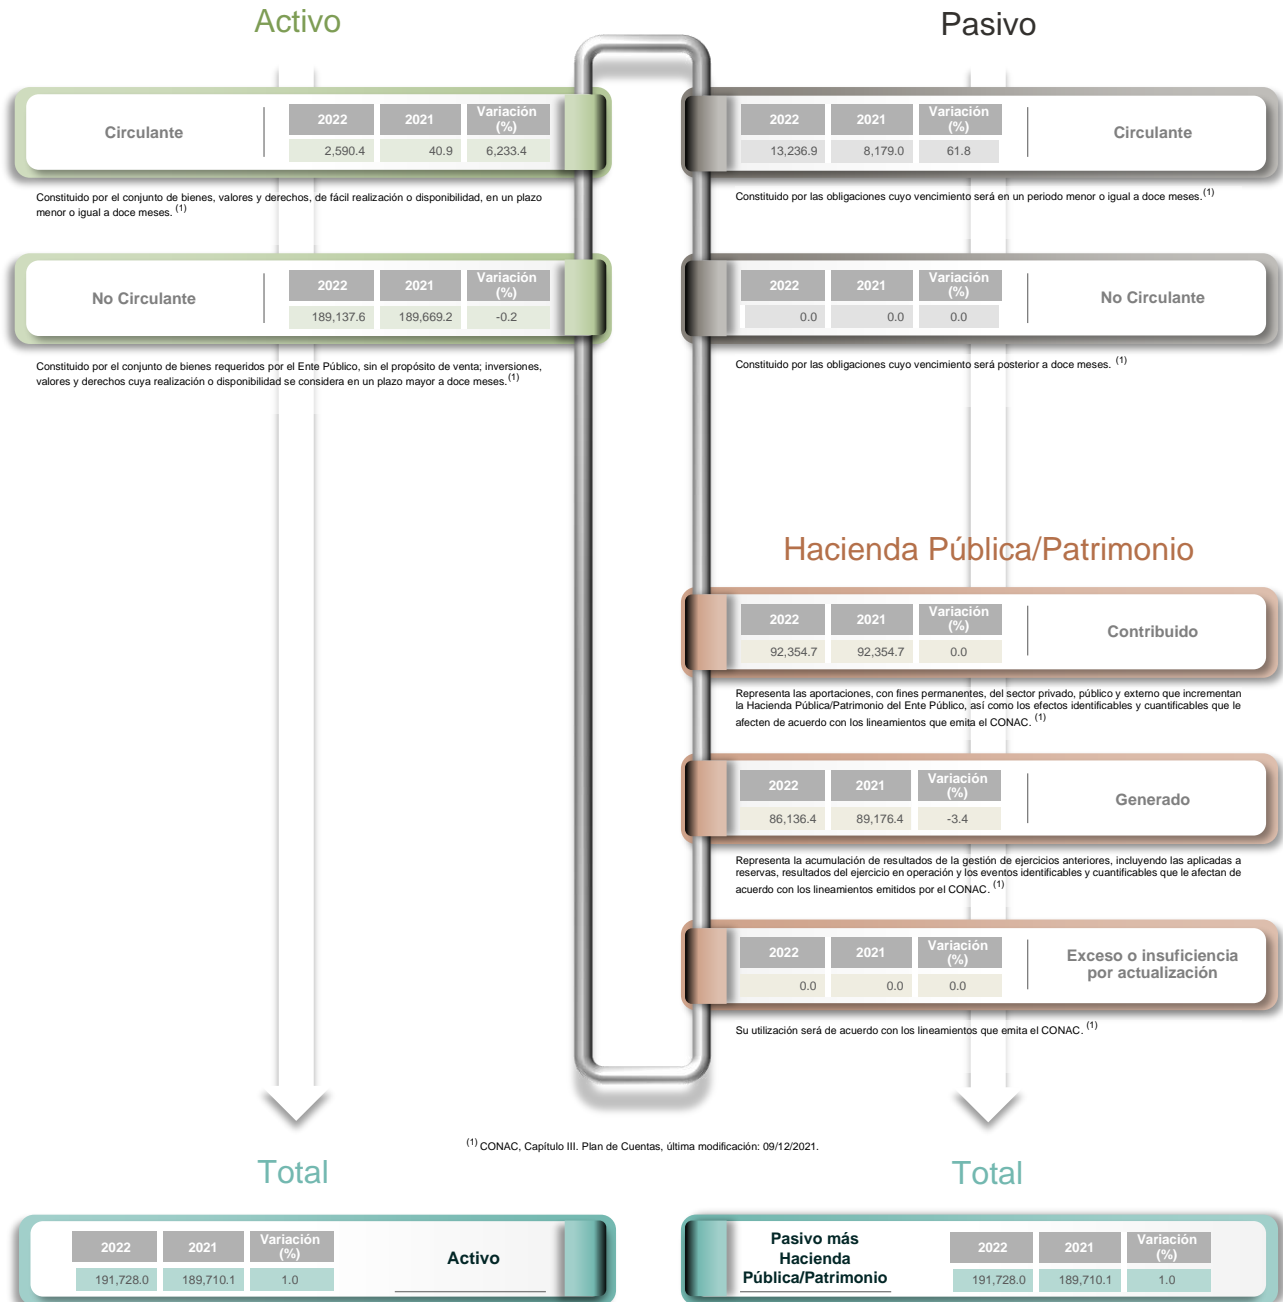 Activo
Circulante
2022 2021 Variación (%)
2,590.4 40.9 6,233.4
Constituido por el conjunto de bienes, valores y derechos, de fácil realización o disponibilidad, en un plazo
menor o igual a doce meses. (1)
No Circulante
2022 2021 Variación (%)
189,137.6 189,669.2 -0.2
Constituido por el conjunto de bienes requeridos por el Ente Público, sin el propósito de venta; inversiones,
valores y derechos cuya realización o disponibilidad se considera en un plazo mayor a doce meses.(1)
Pasivo
2022 2021 Variación (%)
13,236.9 8,179.0 61.8
Circulante
Constituido por las obligaciones cuyo vencimiento será en un periodo menor o igual a doce meses.(1)
2022 2021 Variación (%)
0.0 0.0 0.0
No Circulante
Constituido por las obligaciones cuyo vencimiento será posterior a doce meses. (1)
Hacienda Pública/Patrimonio
2022 2021 Variación (%)
92,354.7 92,354.7 0.0
Contribuido
Representa las aportaciones, con fines permanentes, del sector privado, público y externo que incrementan
la Hacienda Pública/Patrimonio del Ente Público, así como los efectos identificables y cuantificables que le
afecten de acuerdo con los lineamientos que emita el CONAC. (1)
2022 2021 Variación (%)
86,136.4 89,176.4 -3.4
Generado
Representa la acumulación de resultados de la gestión de ejercicios anteriores, incluyendo las aplicadas a
reservas, resultados del ejercicio en operación y los eventos identificables y cuantificables que le afectan de
acuerdo con los lineamientos emitidos por el CONAC. (1)
2022 2021 Variación (%)
0.0 0.0 0.0
Exceso o insuficiencia
por actualización
Su utilización será de acuerdo con los lineamientos que emita el CONAC. (1)
(1) CONAC, Capítulo III. Plan de Cuentas, última modificación: 09/12/2021.
Total
2022 2021 Variación (%)
191,728.0 189,710.1 1.0
Activo
Total
Pasivo más
Hacienda
Pública/Patrimonio
2022 2021 Variación (%)
191,728.0 189,710.1 1.0